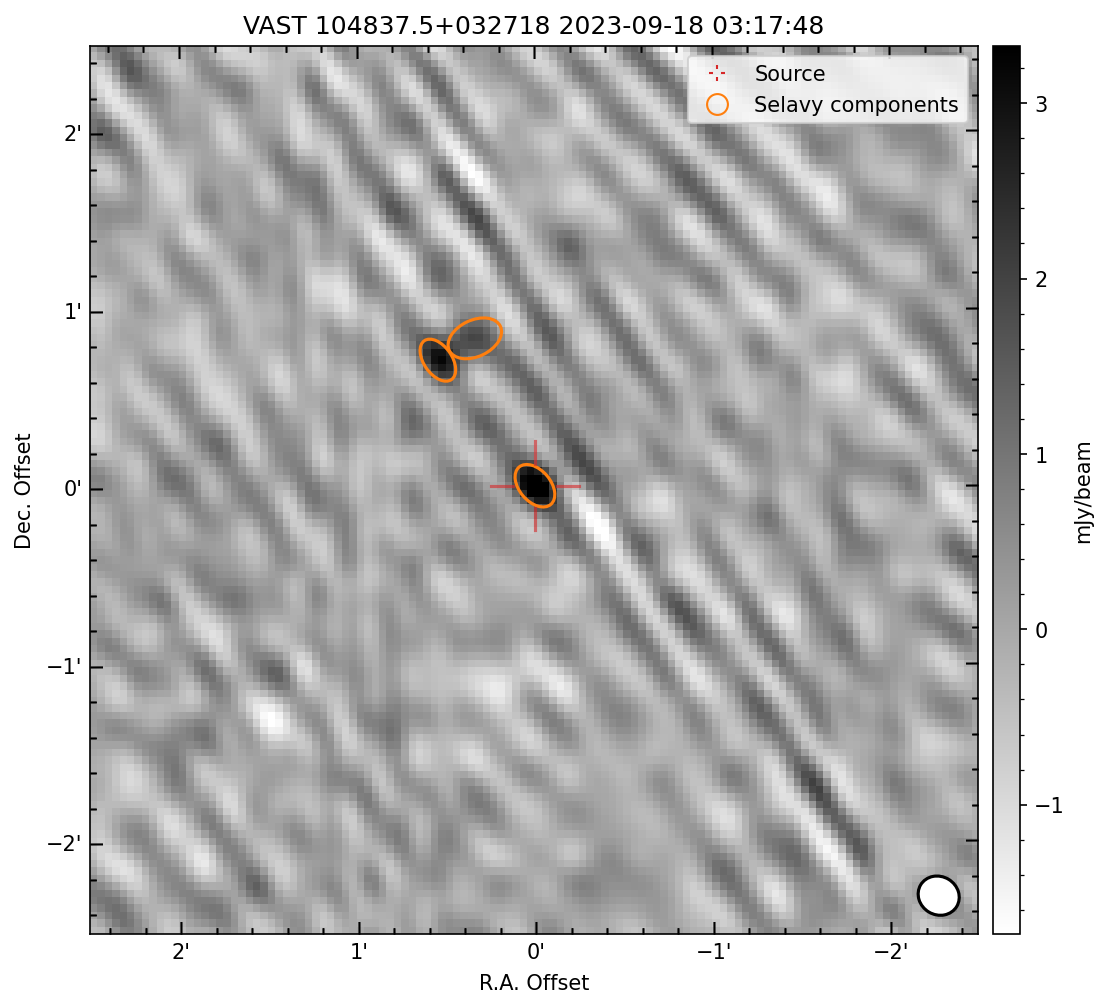 VAST 104837.5+032718 2023-09-18 03:17:48
Source
Selavy components
2'
1'
0'
−1'
−2'
Dec. Offset
2'
1'
0'
−1'
−2'
R.A. Offset
3
2
1
0
−1
mJy/beam